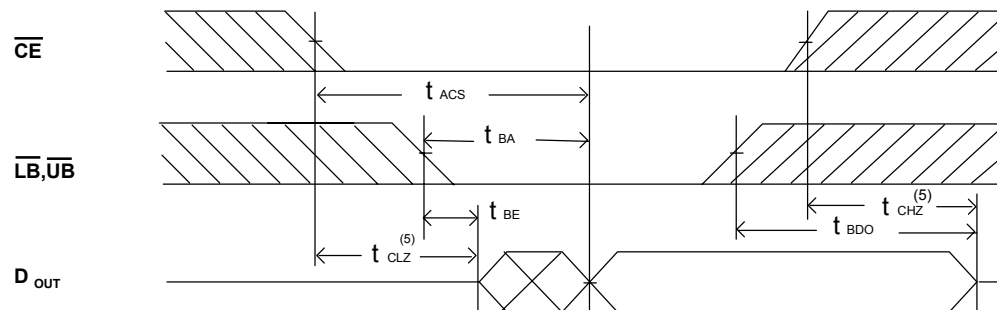 CE
t ACS
t BA
LB,UB
t CHZ (5)
t BE
t BDO
t CLZ (5)
D OUT